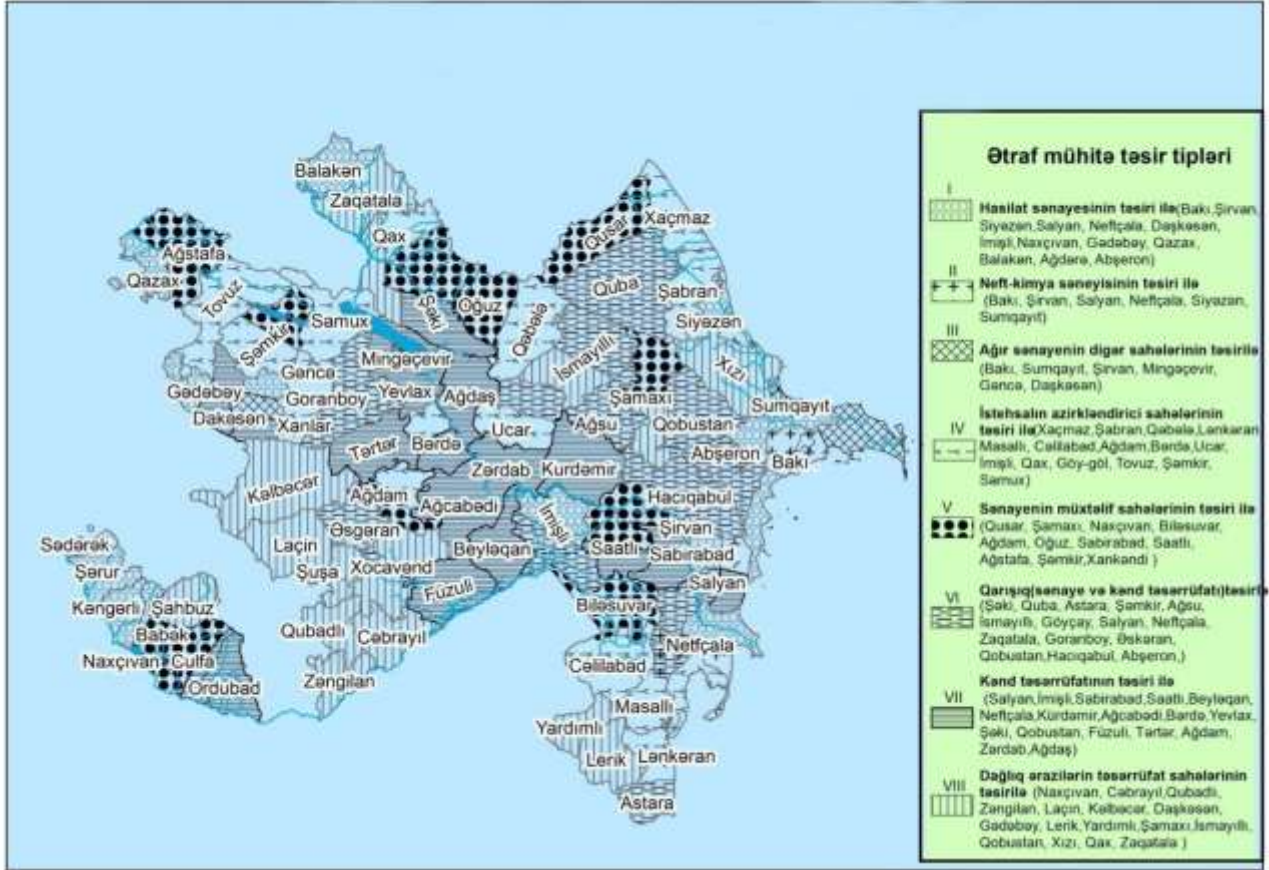 Balakən
Zaqatala
Qax
Qusar
Xaçmaz
Ağstafa
Qazax
Tovuz
Şəmkir
Səmux
Şəki
Oğuz
Qəbələ
Quba
Şabran
Siyəzən
Mingəçevir
İsmayıllı
Xızı
Gəncə
Gədəbəy
Goranboy
Yevlax
Ağdaş
Şamaxı
Sumqayıt
Dakəsən
Xanlar
Ucar
Ağsu
Qobustan
Tərtər
Bərdə
Abşeron
Bakı
Zərdab
Kurdəmir
Kəlbəcər
Ağdam
Ağcabədi
Hacıqabul
Əsgəran
İmişli
Şirvan
Sədərək
Laçın
Beyləqan
Saatlı
Sabirabad
Şərur
Şuşa
Xocavənd
Füzuli
Salyan
Kəngərli
Şahbuz
Biləsuvar
Babək
Qubadlı
Cəbrayıl
Naxçıvan
Culfa
Netfçala
Ordubad
Zəngilan
Cəlilabad
Masallı
Yardımlı
Lerik
Lənkəran
Astara
Ətraf mühitə təsir tipləri
I
Hasilat sənayesinin təsiri ilə(Bakı,Şirvan,
Siyəzən,Salyan, Neftçala, Daşkəsən,
İmişli,Naxçıvan, Gədəbəy, Qazax,
Balakən, Ağdərə, Abşeron)
II
Neft-kimya səneyisinin təsiri ilə
(Bakı, Şirvan, Salyan, Neftçala, Siyəzən,
Sumqayıt)
III
Ağır sənayenin digər sahələrinin təsirilə
(Bakı, Sumqayıt, Şirvan, Mingəçevir,
Gəncə, Daşkəsən)
IV
İstehsalın azirkləndirici sahələrinin
təsiri ilə(Xaçmaz,Şabran,Qəbələ,Lənkəran
Masallı, Cəlilabad,Ağdam,Bərdə,Ucar,
İmişli, Qax, Göy-göl, Tovuz, Şəmkir,
Səmux)
V
Sənayenin müxtəlif sahələrinin təsiri ilə
(Qusar, Şamaxı, Naxçıvan, Biləsuvar,
Ağdam, Oğuz, Sabirabad, Saatlı,
Ağstafa, Şəmkir,Xankəndi )
VI
Qarışıq(sənaye və kənd təsərrüfatı)təsirilə
(Şəki, Quba, Astara, Şəmkir, Ağsu,
İsmayıllı, Göyçay, Salyan, Neftçala,
Zaqatala, Goranboy, Əskəran,
Qobustan,Hacıqabul, Abşeron,)
VII
Kənd təsərrüfatının təsiri ilə
(Salyan,İmişli,Sabirabad,Saatlı,Beyləqan,
Neftçala,Kürdəmir,Ağcabədi,Bərdə,Yevlax,
Şəki, Qobustan, Füzuli, Tərtər, Ağdam,
Zərdab,Ağdaş)
VIII
Dağlıq ərazilərin təsərrüfat sahələrinin
təsirilə (Naxçıvan, Cəbrayıl,Qubadlı,
Zəngilan, Laçın, Kəlbəcər, Daşkəsən,
Gədəbəy, Lerik,Yardımlı,Şamaxı,İsmayıllı,
Qobustan, Xızı, Qax, Zaqatala )